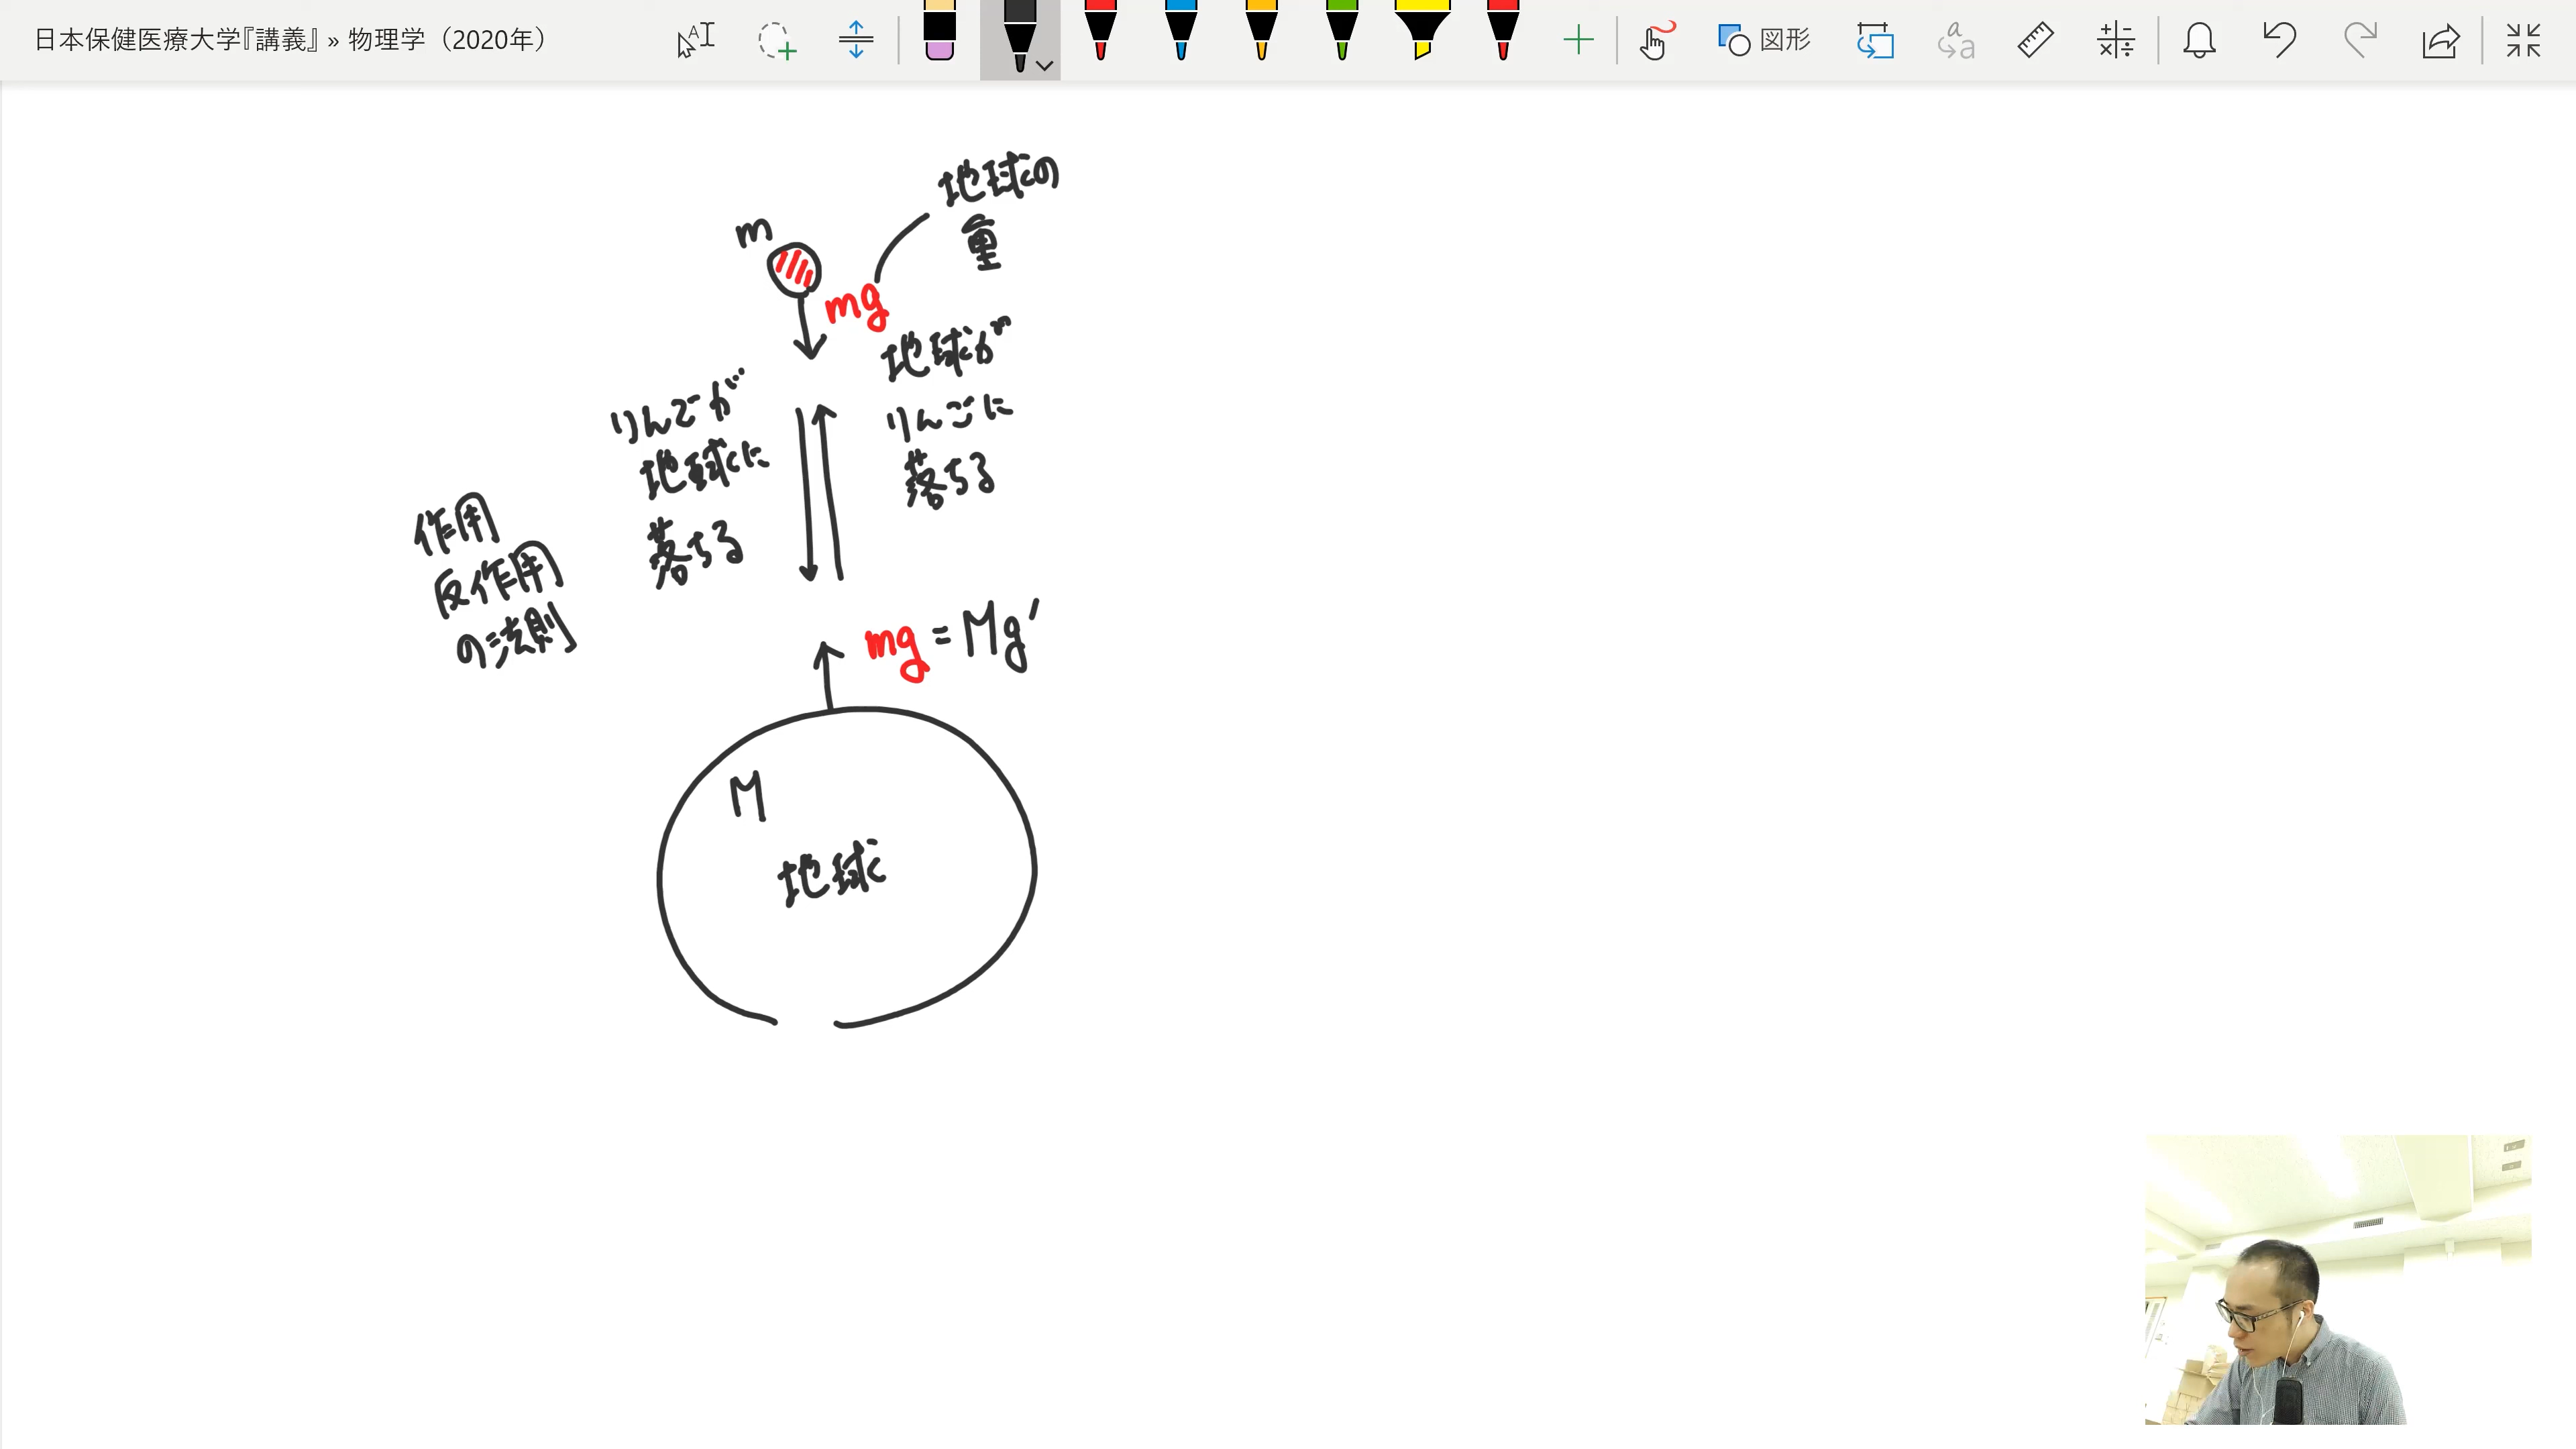 日本保健医療大学『講義』 » 物理学（2020年）
図形
地球の
重
m
mg
地球が
りんごに
落ちる
りんごが
地球に
落ちる
作用
反作用
の法則
mg = Mg′
M
地球